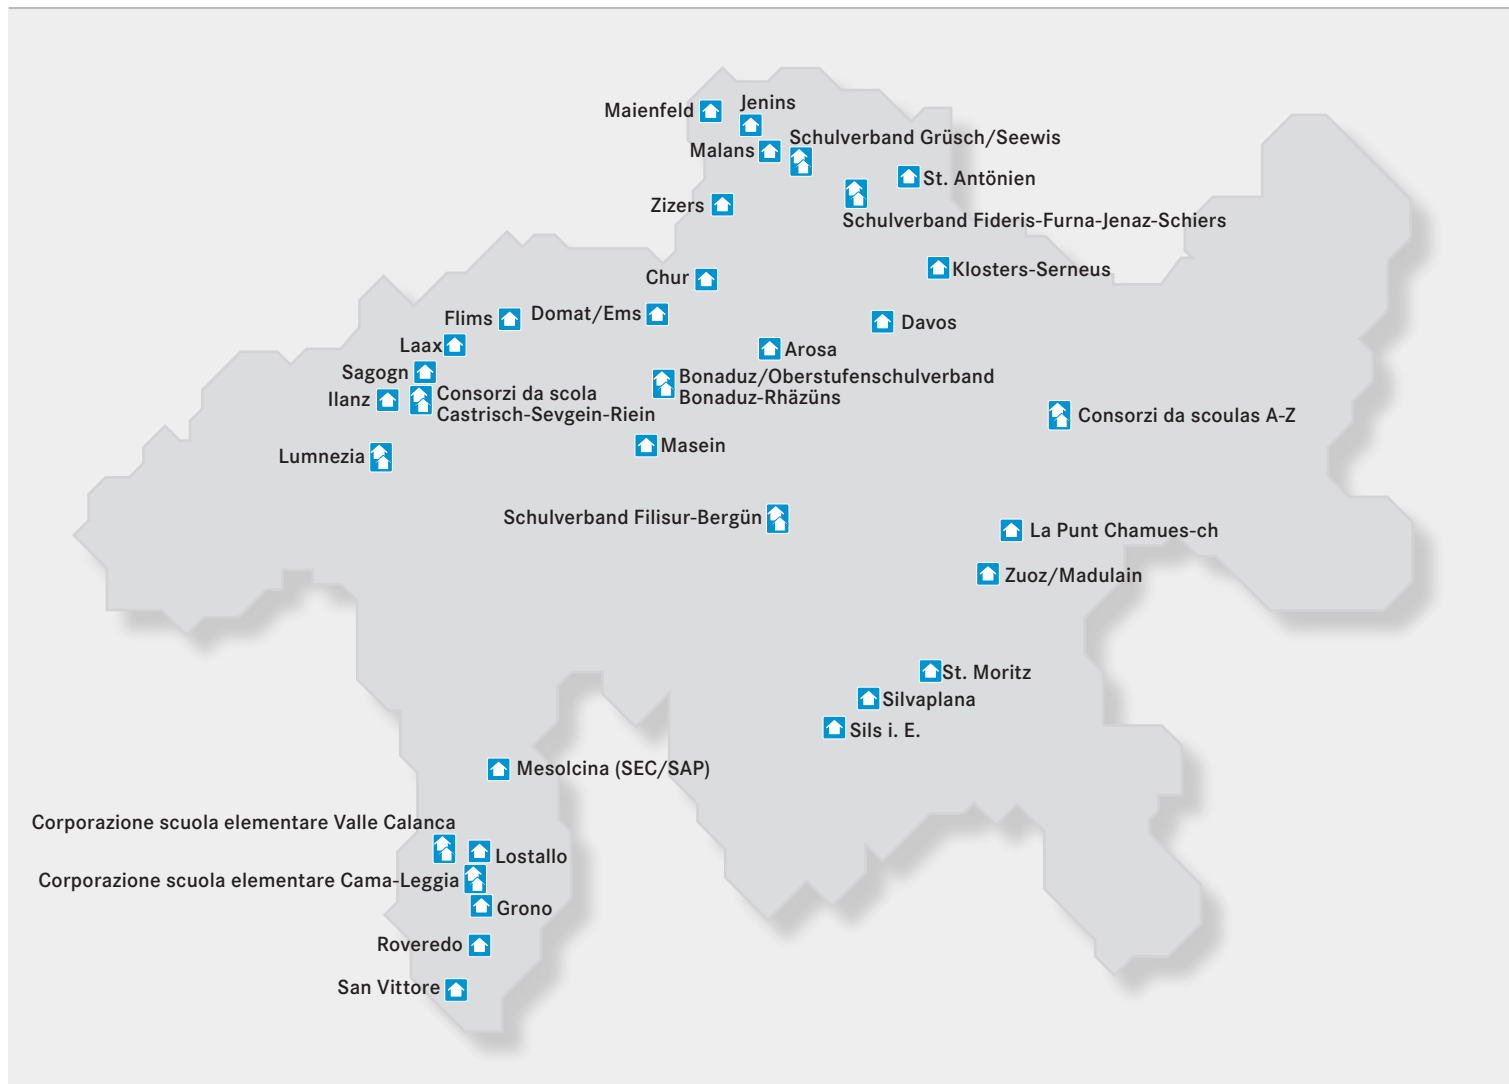 Jenins
Maienfeld
Schulverband Grüsch/Seewis
Malans
St. Antönien
Zizers
Schulverband Fideris-Furna-Jenaz-Schiers
Klosters-Serneus
Chur
Domat/Ems
Flims
Davos
Laax
Arosa
Sagogn
Bonaduz/Oberstufenschulverband
Bonaduz-Rhäzüns
Ilanz
Consorzi da scola
Castrisch-Sevgein-Riein
Consorzi da scoulas A-Z
Masein
Lumnezia
Schulverband Filisur-Bergün
La Punt Chamues-ch
Zuoz/Madulain
St. Moritz
Silvaplana
Sils i. E.
Mesolcina (SEC/SAP)
Corporazione scuola elementare Valle Calanca
Lostallo
Corporazione scuola elementare Cama-Leggia
Grono
Roveredo
San Vittore